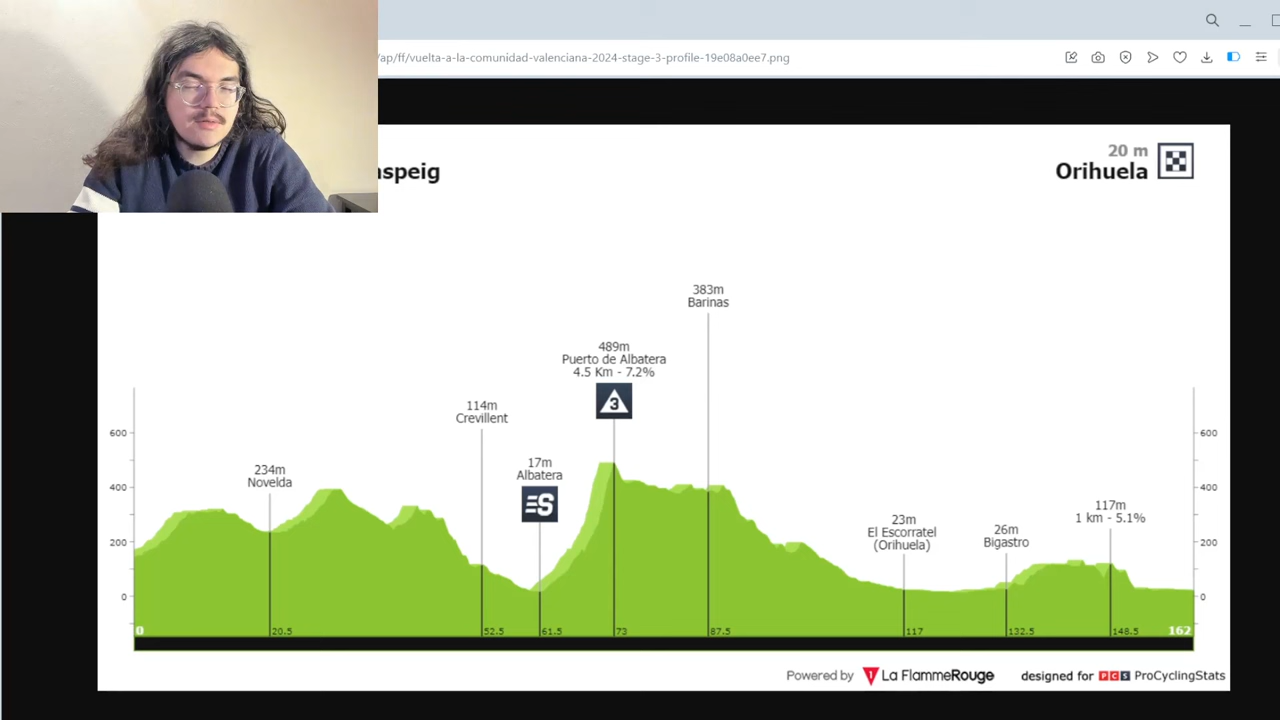 /ap/ff/vuelta-a-la-comunidad-valenciana-2024-stage-3-profile-19e08a0ee7.png
20 m
aspeig
Orihuela
383m
Barinas
489m
Puerto de Albatera
4.5 Km - 7.2%
3
114m
Crevillent
17m
Albatera
S
234m
Novelda
117m
1 km - 5.1%
23m
El Escorratel
(Orihuela)
26m
Bigastro
600
400
200
0
600
400
200
0
0 20.5 52.5 61.5 73 87.5 117 132.5 148.5 162
Powered by La FlammeRouge designed for PCS ProCyclingStats